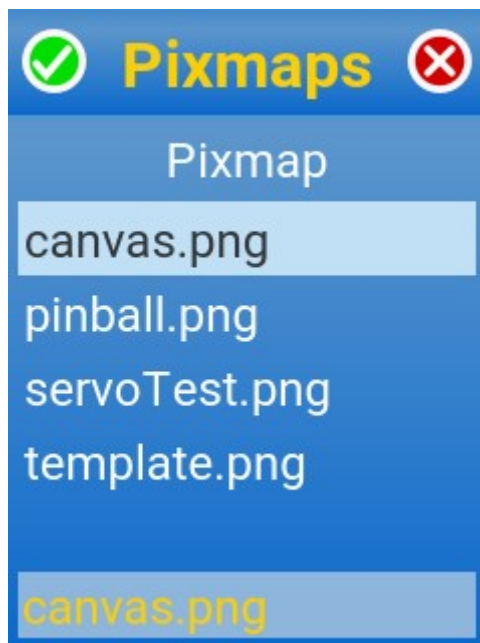 Pixmaps
Pixmap
canvas.png
pinball.png
servoTest.png
template.png
canvas.png